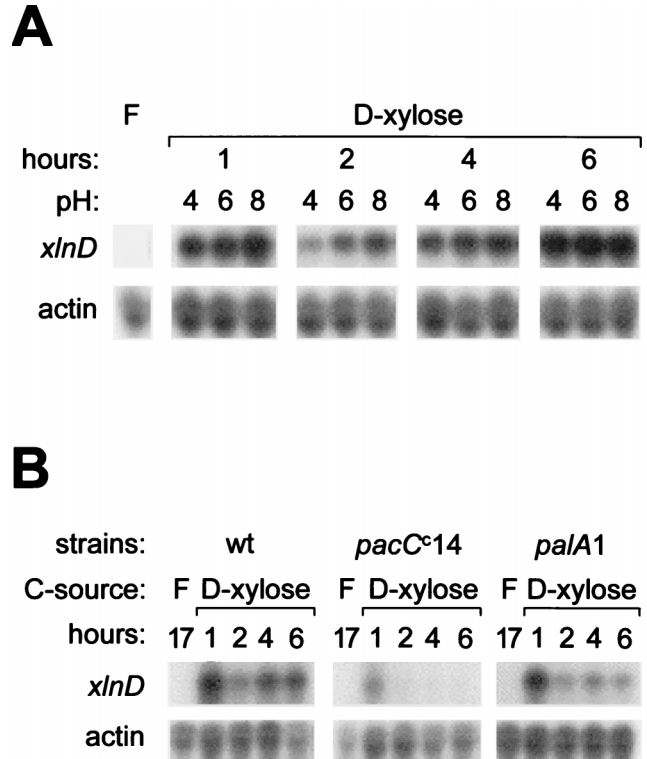 A
F D-xylose
hours: 1 2 4 6
pH: 4 6 8 4 6 8 4 6 8 4 6 8
xlnD
actin
B
strains: wt pacCᶜ14 palA1
C-source: F D-xylose F D-xylose F D-xylose
hours: 17 1 2 4 6 17 1 2 4 6 17 1 2 4 6
xlnD
actin